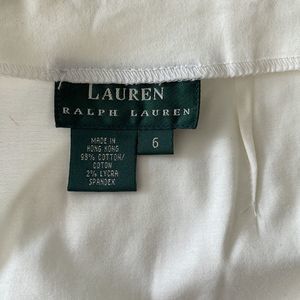 LAUREN
RALPH LAUREN
MADE IN
HONG KONG
98% COTTON/
COTON
2% LYCRA
SPANDEX
6